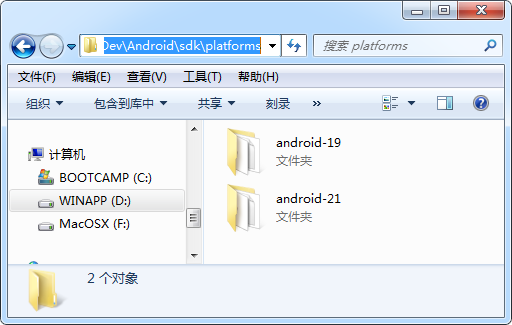 Dev\Android\sdk\platforms
搜索 platforms
文件(F) 编辑(E) 查看(V) 工具(T) 帮助(H)
组织 包含到库中 共享 刻录 »
计算机
BOOTCAMP (C:)
WINAPP (D:)
MacOSX (F:)
android-19
文件夹
android-21
文件夹
2 个对象